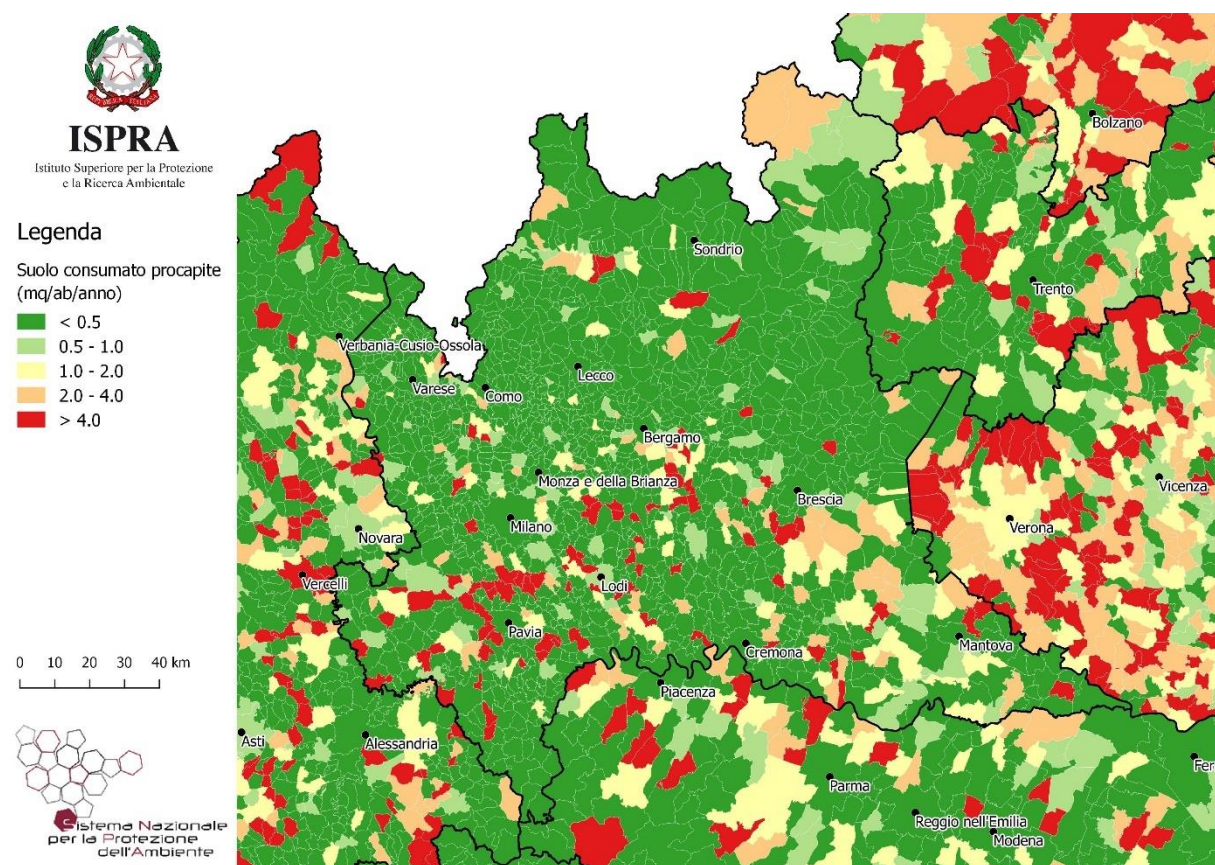 REPVBBLICA ITALIANA
ISPRA
Istituto Superiore per la Protezione
e la Ricerca Ambientale
Legenda
Suolo consumato procapite
(mq/ab/anno)
< 0.5
0.5 - 1.0
1.0 - 2.0
2.0 - 4.0
> 4.0
0 10 20 30 40 km
Sistema Nazionale
per la Protezione
dell'Ambiente
Bolzano
Sondrio
Trento
Verbania-Cusio-Ossola
Lecco
Varese
Como
Bergamo
Monza e della Brianza
Vicenza
Brescia
Milano
Verona
Novara
Vercelli
Lodi
Pavia
Cremona
Mantova
Piacenza
Asti
Alessandria
Fer
Parma
Reggio nell'Emilia
Modena